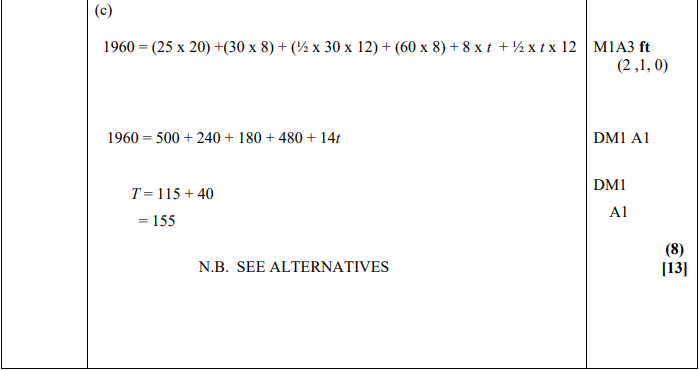 (c)
1960 = (25 x 20) +(30 x 8) + (½ x 30 x 12) + (60 x 8) + 8 x t + ½ x t x 12 M1A3 ft
(2 ,1, 0)
1960 = 500 + 240 + 180 + 480 + 14t DM1 A1
T = 115 + 40 DM1
= 155 A1
(8)
N.B. SEE ALTERNATIVES [13]